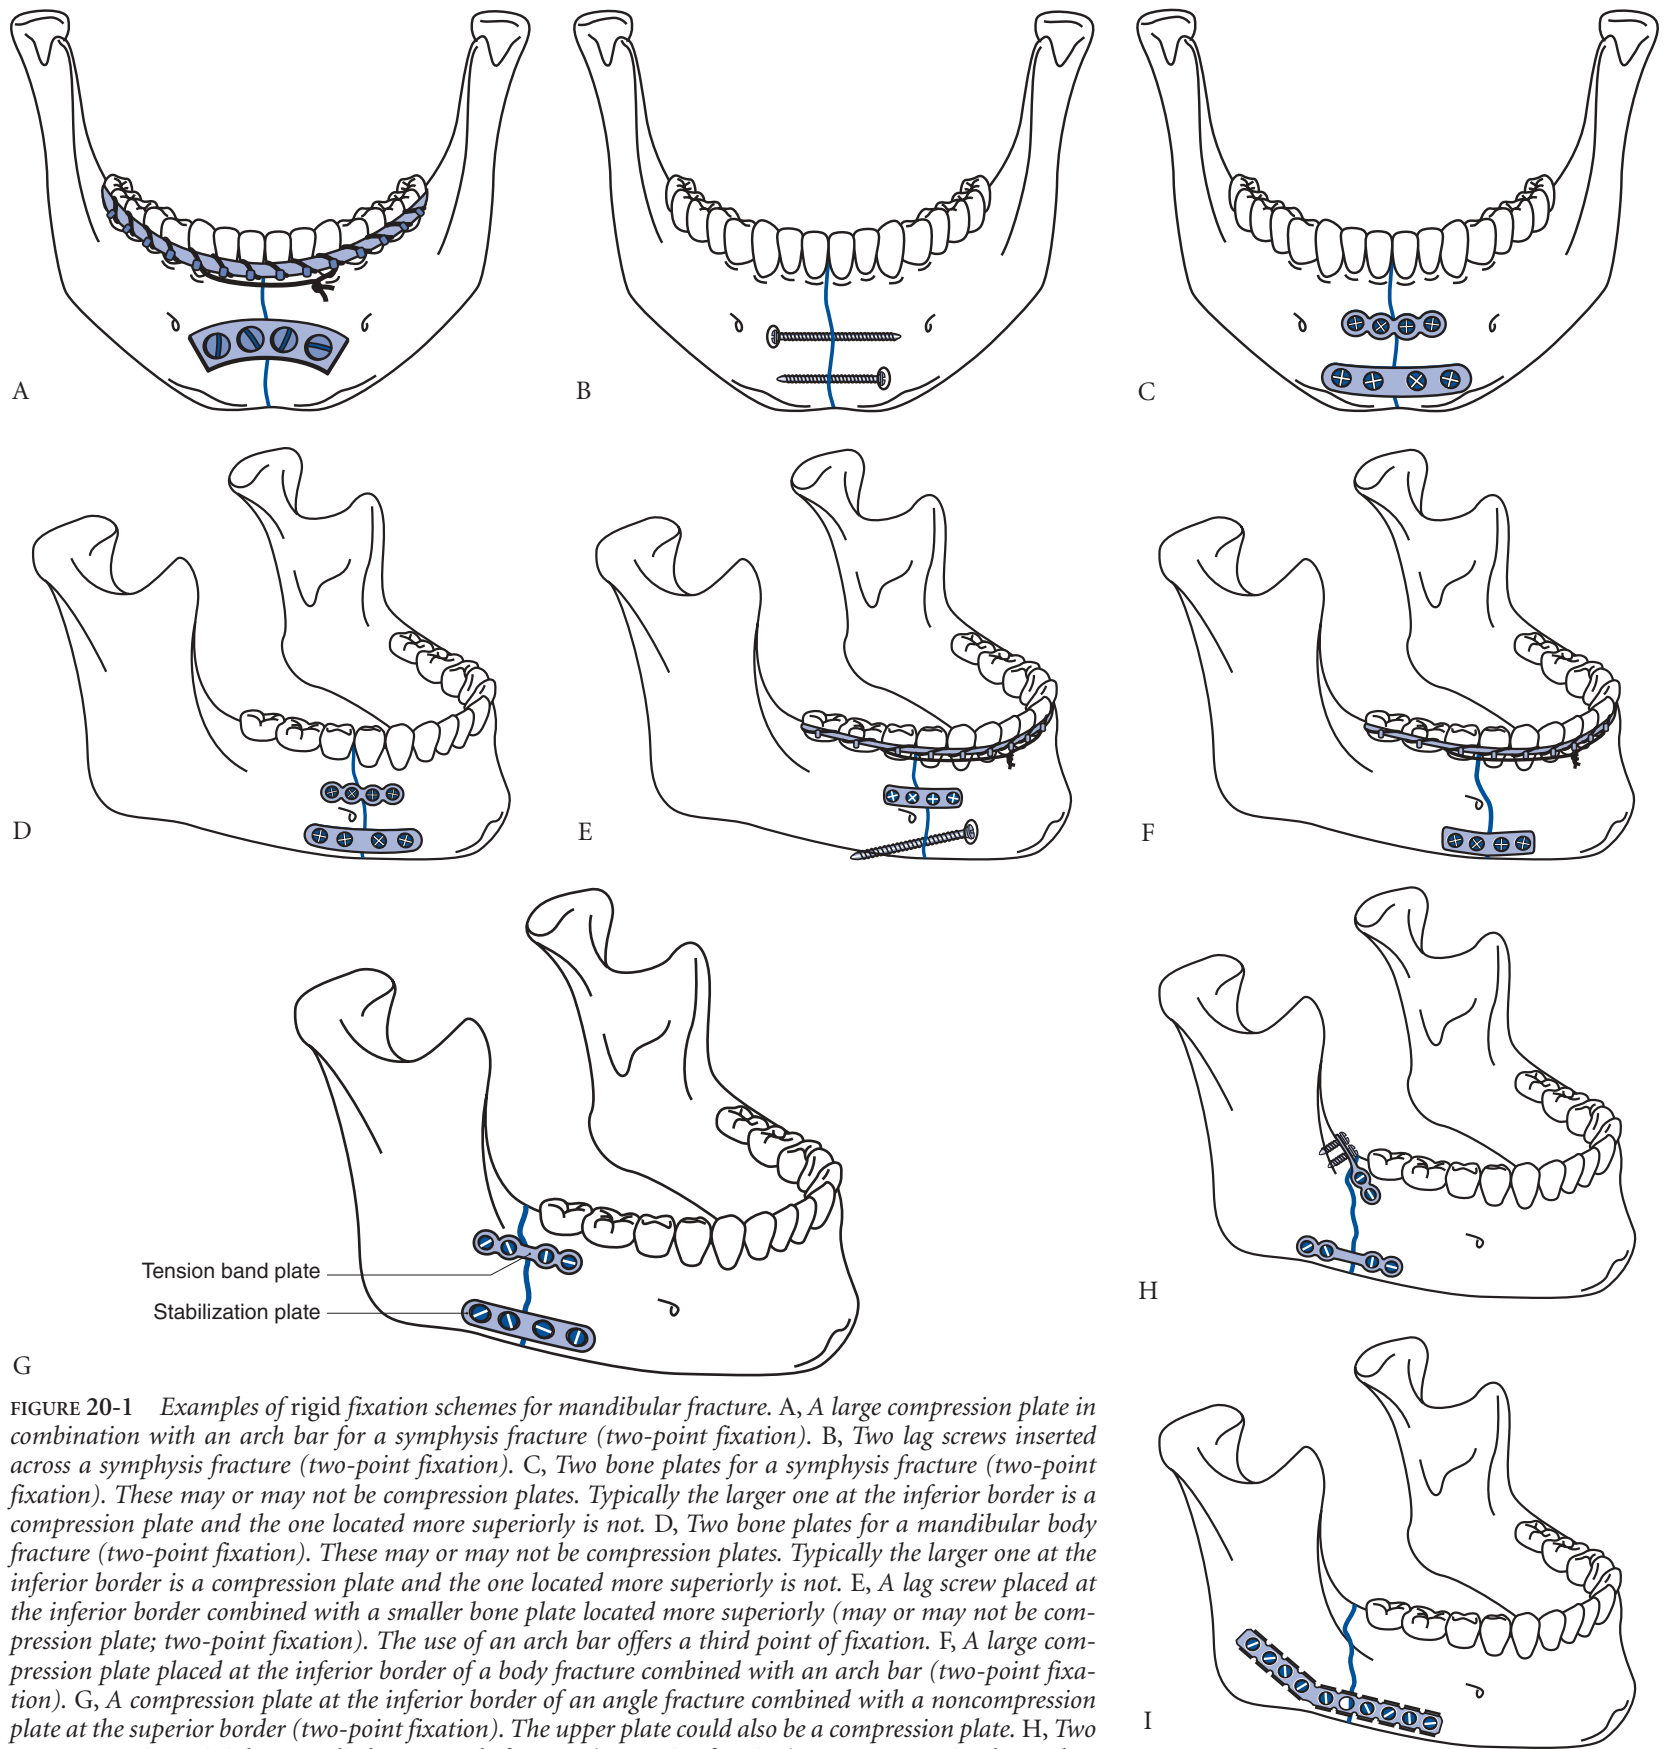 A
B
C
D
E
F
Tension band plate
Stabilization plate
G
H
I
FIGURE 20-1 Examples of rigid fixation schemes for mandibular fracture. A, A large compression plate in
combination with an arch bar for a symphysis fracture (two-point fixation). B, Two lag screws inserted
across a symphysis fracture (two-point fixation). C, Two bone plates for a symphysis fracture (two-point
fixation). These may or may not be compression plates. Typically the larger one at the inferior border is a
compression plate and the one located more superiorly is not. D, Two bone plates for a mandibular body
fracture (two-point fixation). These may or may not be compression plates. Typically the larger one at the
inferior border is a compression plate and the one located more superiorly is not. E, A lag screw placed at
the inferior border combined with a smaller bone plate located more superiorly (may or may not be com-
pression plate; two-point fixation). The use of an arch bar offers a third point of fixation. F, A large com-
pression plate placed at the inferior border of a body fracture combined with an arch bar (two-point fixa-
tion). G, A compression plate at the inferior border of an angle fracture combined with a noncompression
plate at the superior border (two-point fixation). The upper plate could also be a compression plate. H, Two